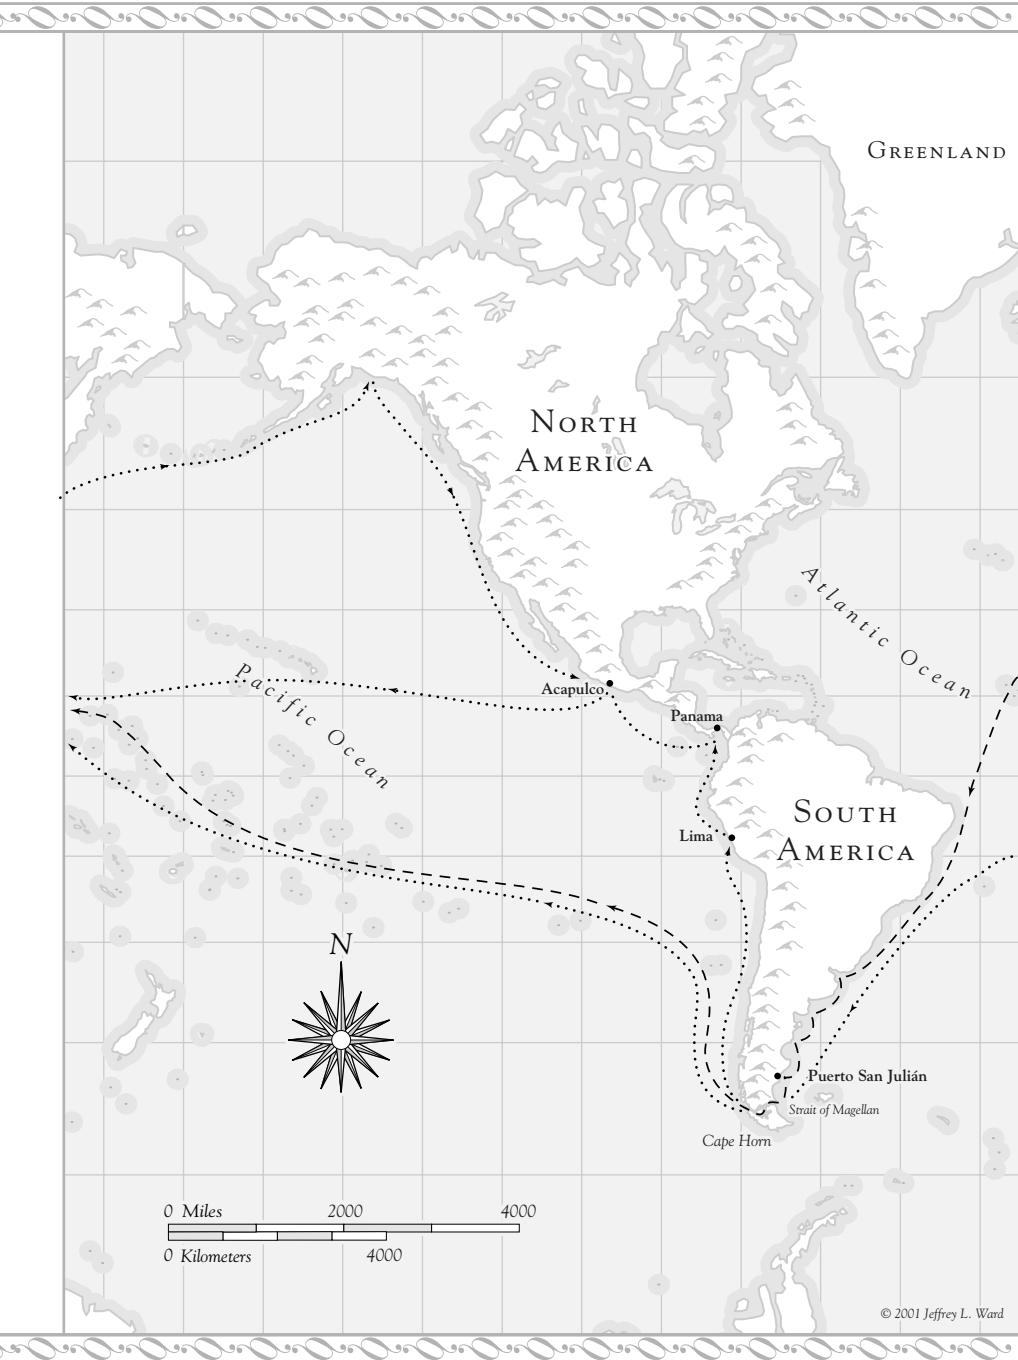 Greenland
North
America
Atlantic Ocean
Pacific Ocean
Acapulco
Panama
South
America
Lima
N
Puerto San Julián
Strait of Magellan
Cape Horn
0 Miles 2000 4000
0 Kilometers 4000
© 2001 Jeffrey L. Ward